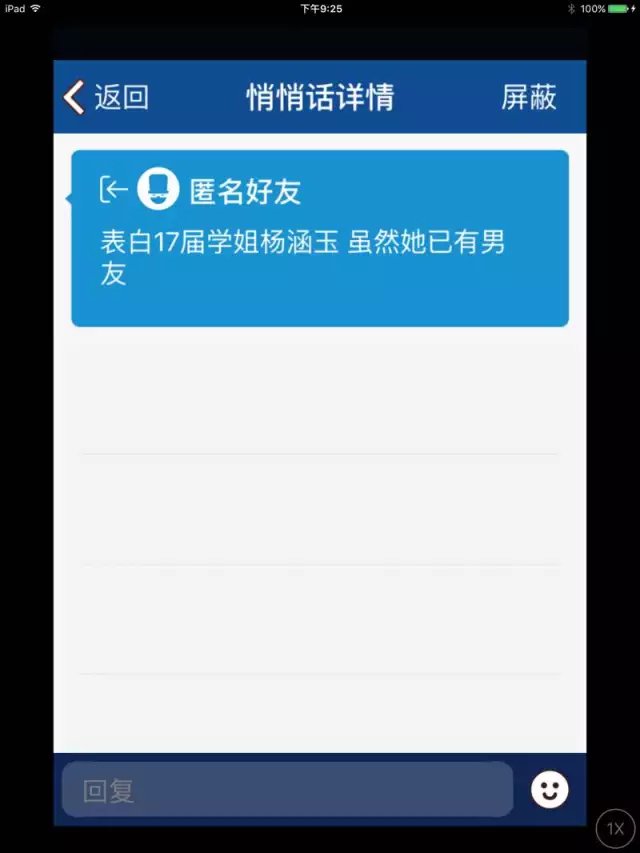 iPad 下午9:25 100%
返回 悄悄话详情 屏蔽
匿名好友
表白17届学姐杨涵玉 虽然她已有男
友
回复
1X